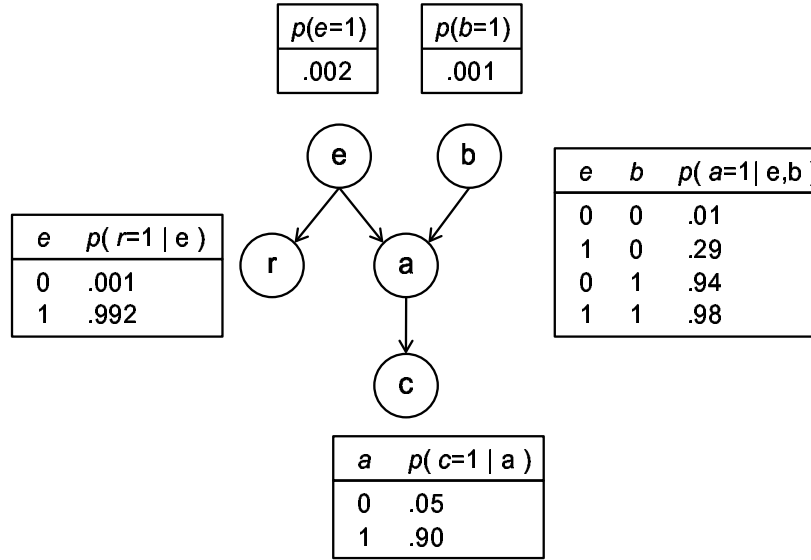 p(e=1)
.002
p(b=1)
.001
e
b
e b p( a=1| e,b )
0 0 .01
1 0 .29
0 1 .94
1 1 .98
e p( r=1 | e )
0 .001
1 .992
r
a
c
a p( c=1 | a )
0 .05
1 .90